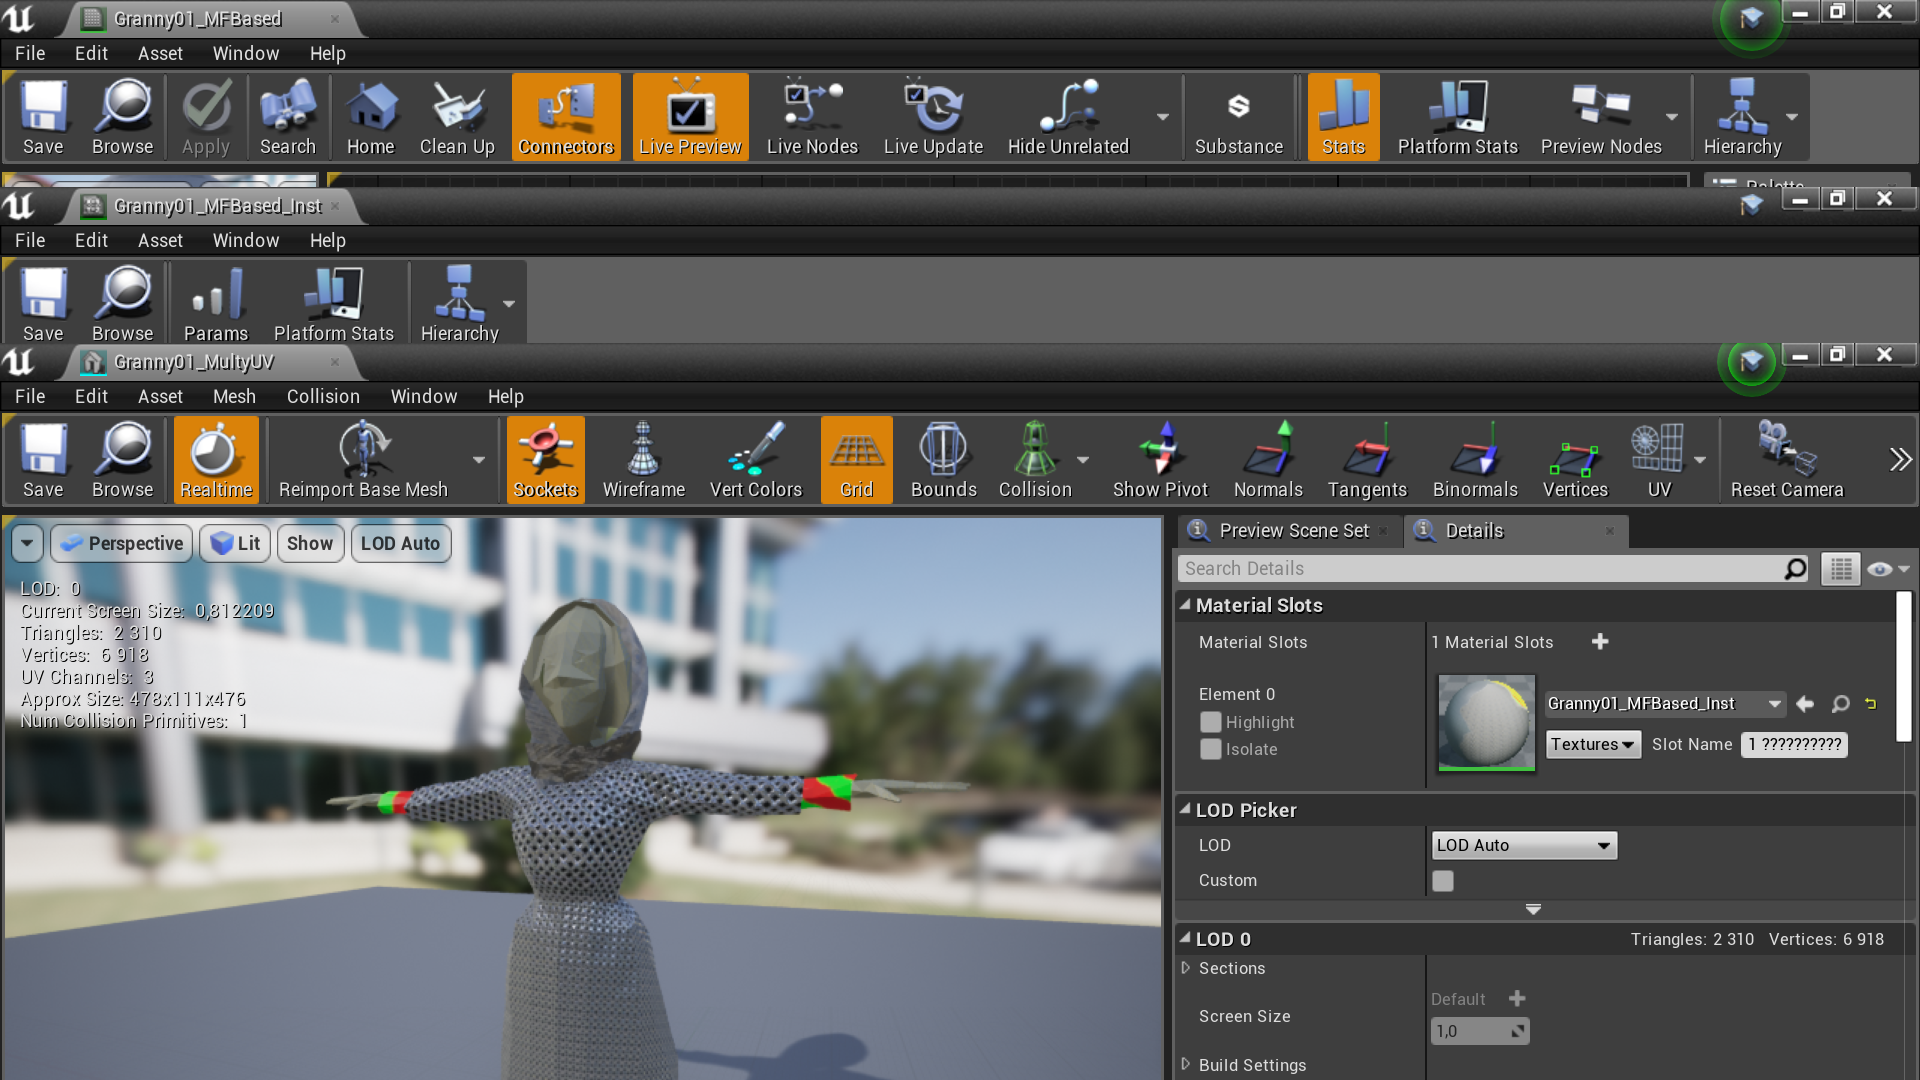 Granny01_MFBased
File Edit Asset Window Help
Save Browse Apply Search Home Clean Up Connectors Live Preview Live Nodes Live Update Hide Unrelated Substance Stats Platform Stats Preview Nodes Hierarchy
Palette
Granny01_MFBased_Inst
File Edit Asset Window Help
Save Browse Params Platform Stats Hierarchy
Granny01_MultyUV
File Edit Asset Mesh Collision Window Help
Save Browse Realtime Reimport Base Mesh Sockets Wireframe Vert Colors Grid Bounds Collision Show Pivot Normals Tangents Binormals Vertices UV Reset Camera
Perspective Lit Show LOD Auto
LOD: 0
Current Screen Size: 0,812209
Triangles: 2 310
Vertices: 6 918
UV Channels: 3
Approx Size: 478x111x476
Num Collision Primitives: 1
Preview Scene Set Details
Search Details
Material Slots
Material Slots 1 Material Slots
Element 0
Highlight
Isolate
Granny01_MFBased_Inst
Textures Slot Name 1 ??????????
LOD Picker
LOD LOD Auto
Custom
LOD 0 Triangles: 2 310 Vertices: 6 918
Sections
Screen Size Default
1,0
Build Settings